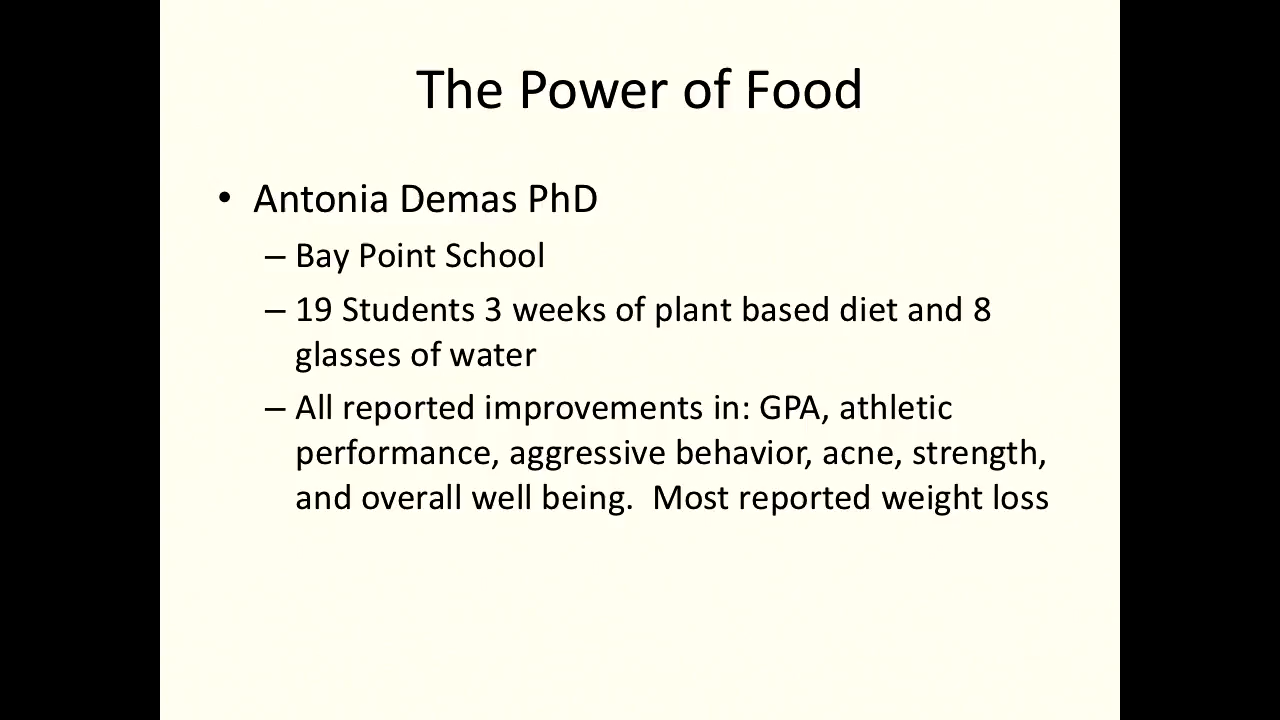 The Power of Food
• Antonia Demas PhD
– Bay Point School
– 19 Students 3 weeks of plant based diet and 8
glasses of water
– All reported improvements in: GPA, athletic
performance, aggressive behavior, acne, strength,
and overall well being.  Most reported weight loss